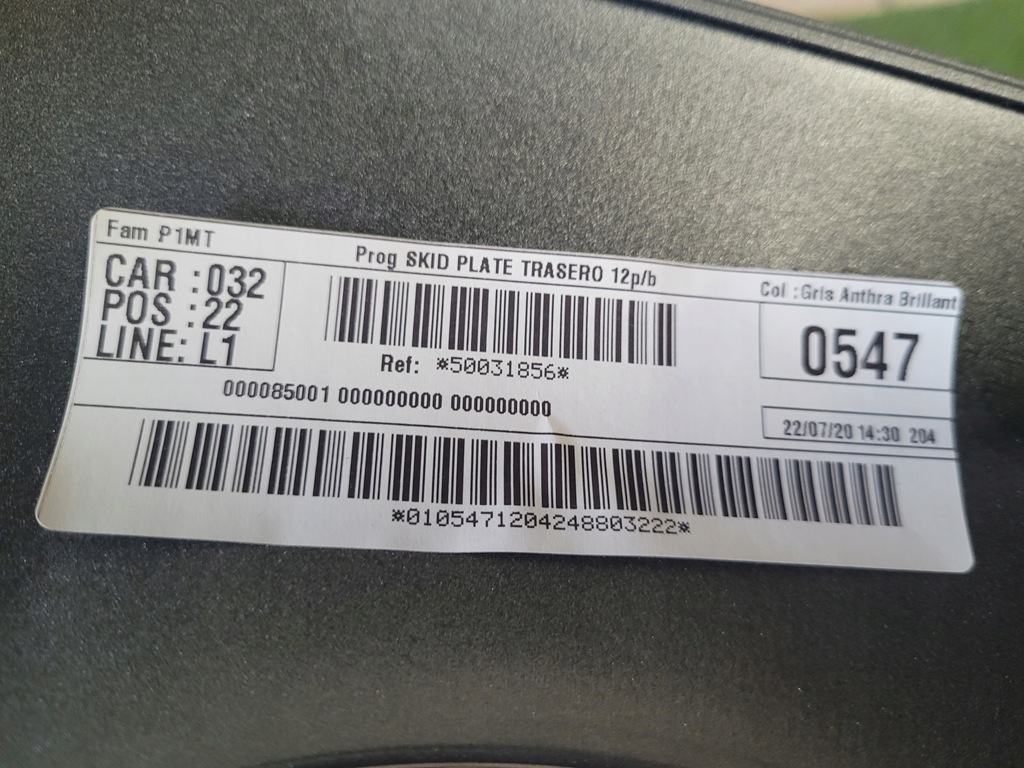 Fam P1MT
Prog SKID PLATE TRASERO 12p/b
Col :Gris Anthra Brillant
CAR :032
POS :22
LINE: L1
Ref: *50031856*
0547
000085001 000000000 000000000
22/07/20 14:30 204
*0105471204248803222*